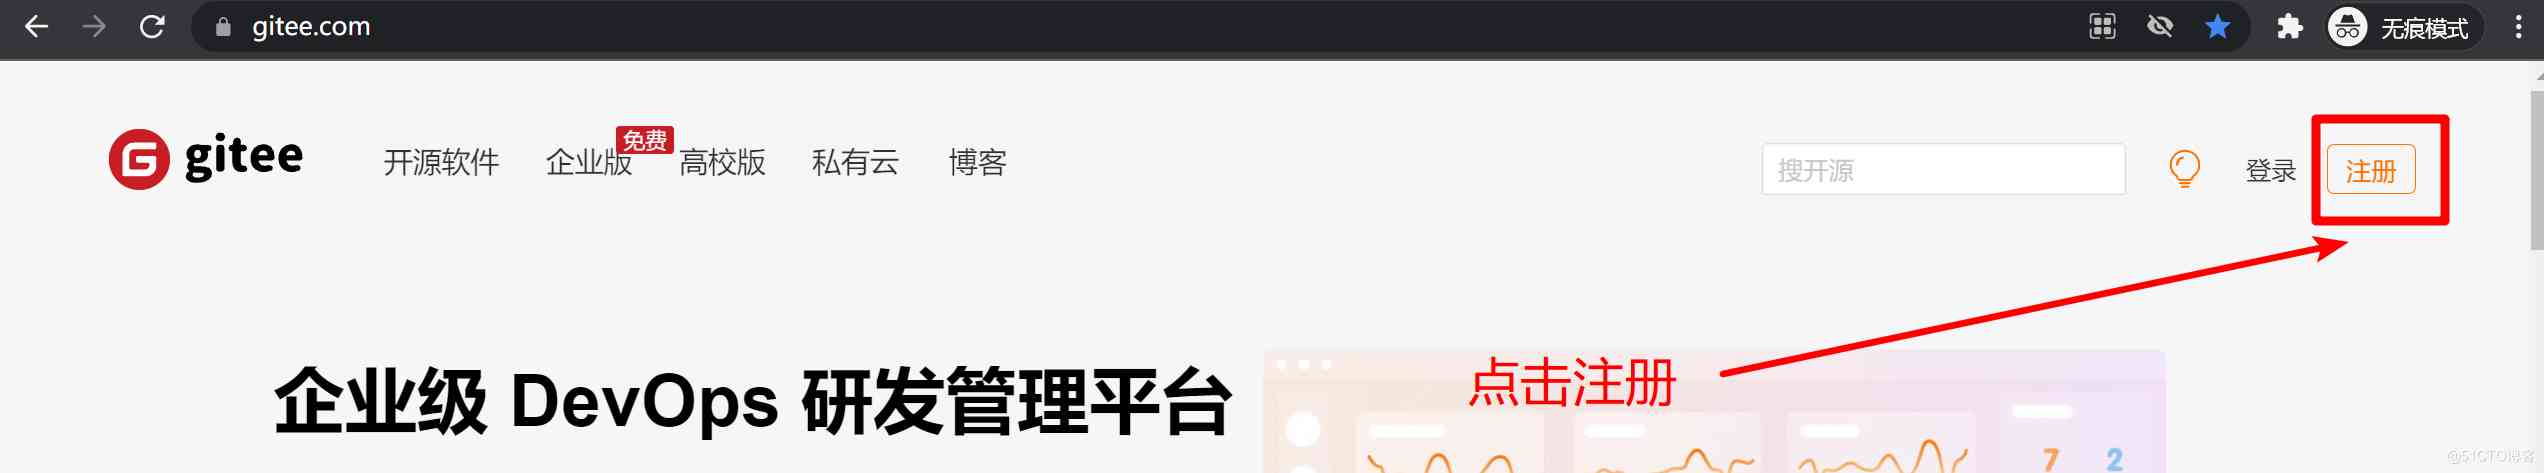 gitee.com
无痕模式
gitee
开源软件
企业版
免费
高校版
私有云
博客
搜开源
登录
注册
点击注册
企业级 DevOps 研发管理平台
7 2
@51CTO博客